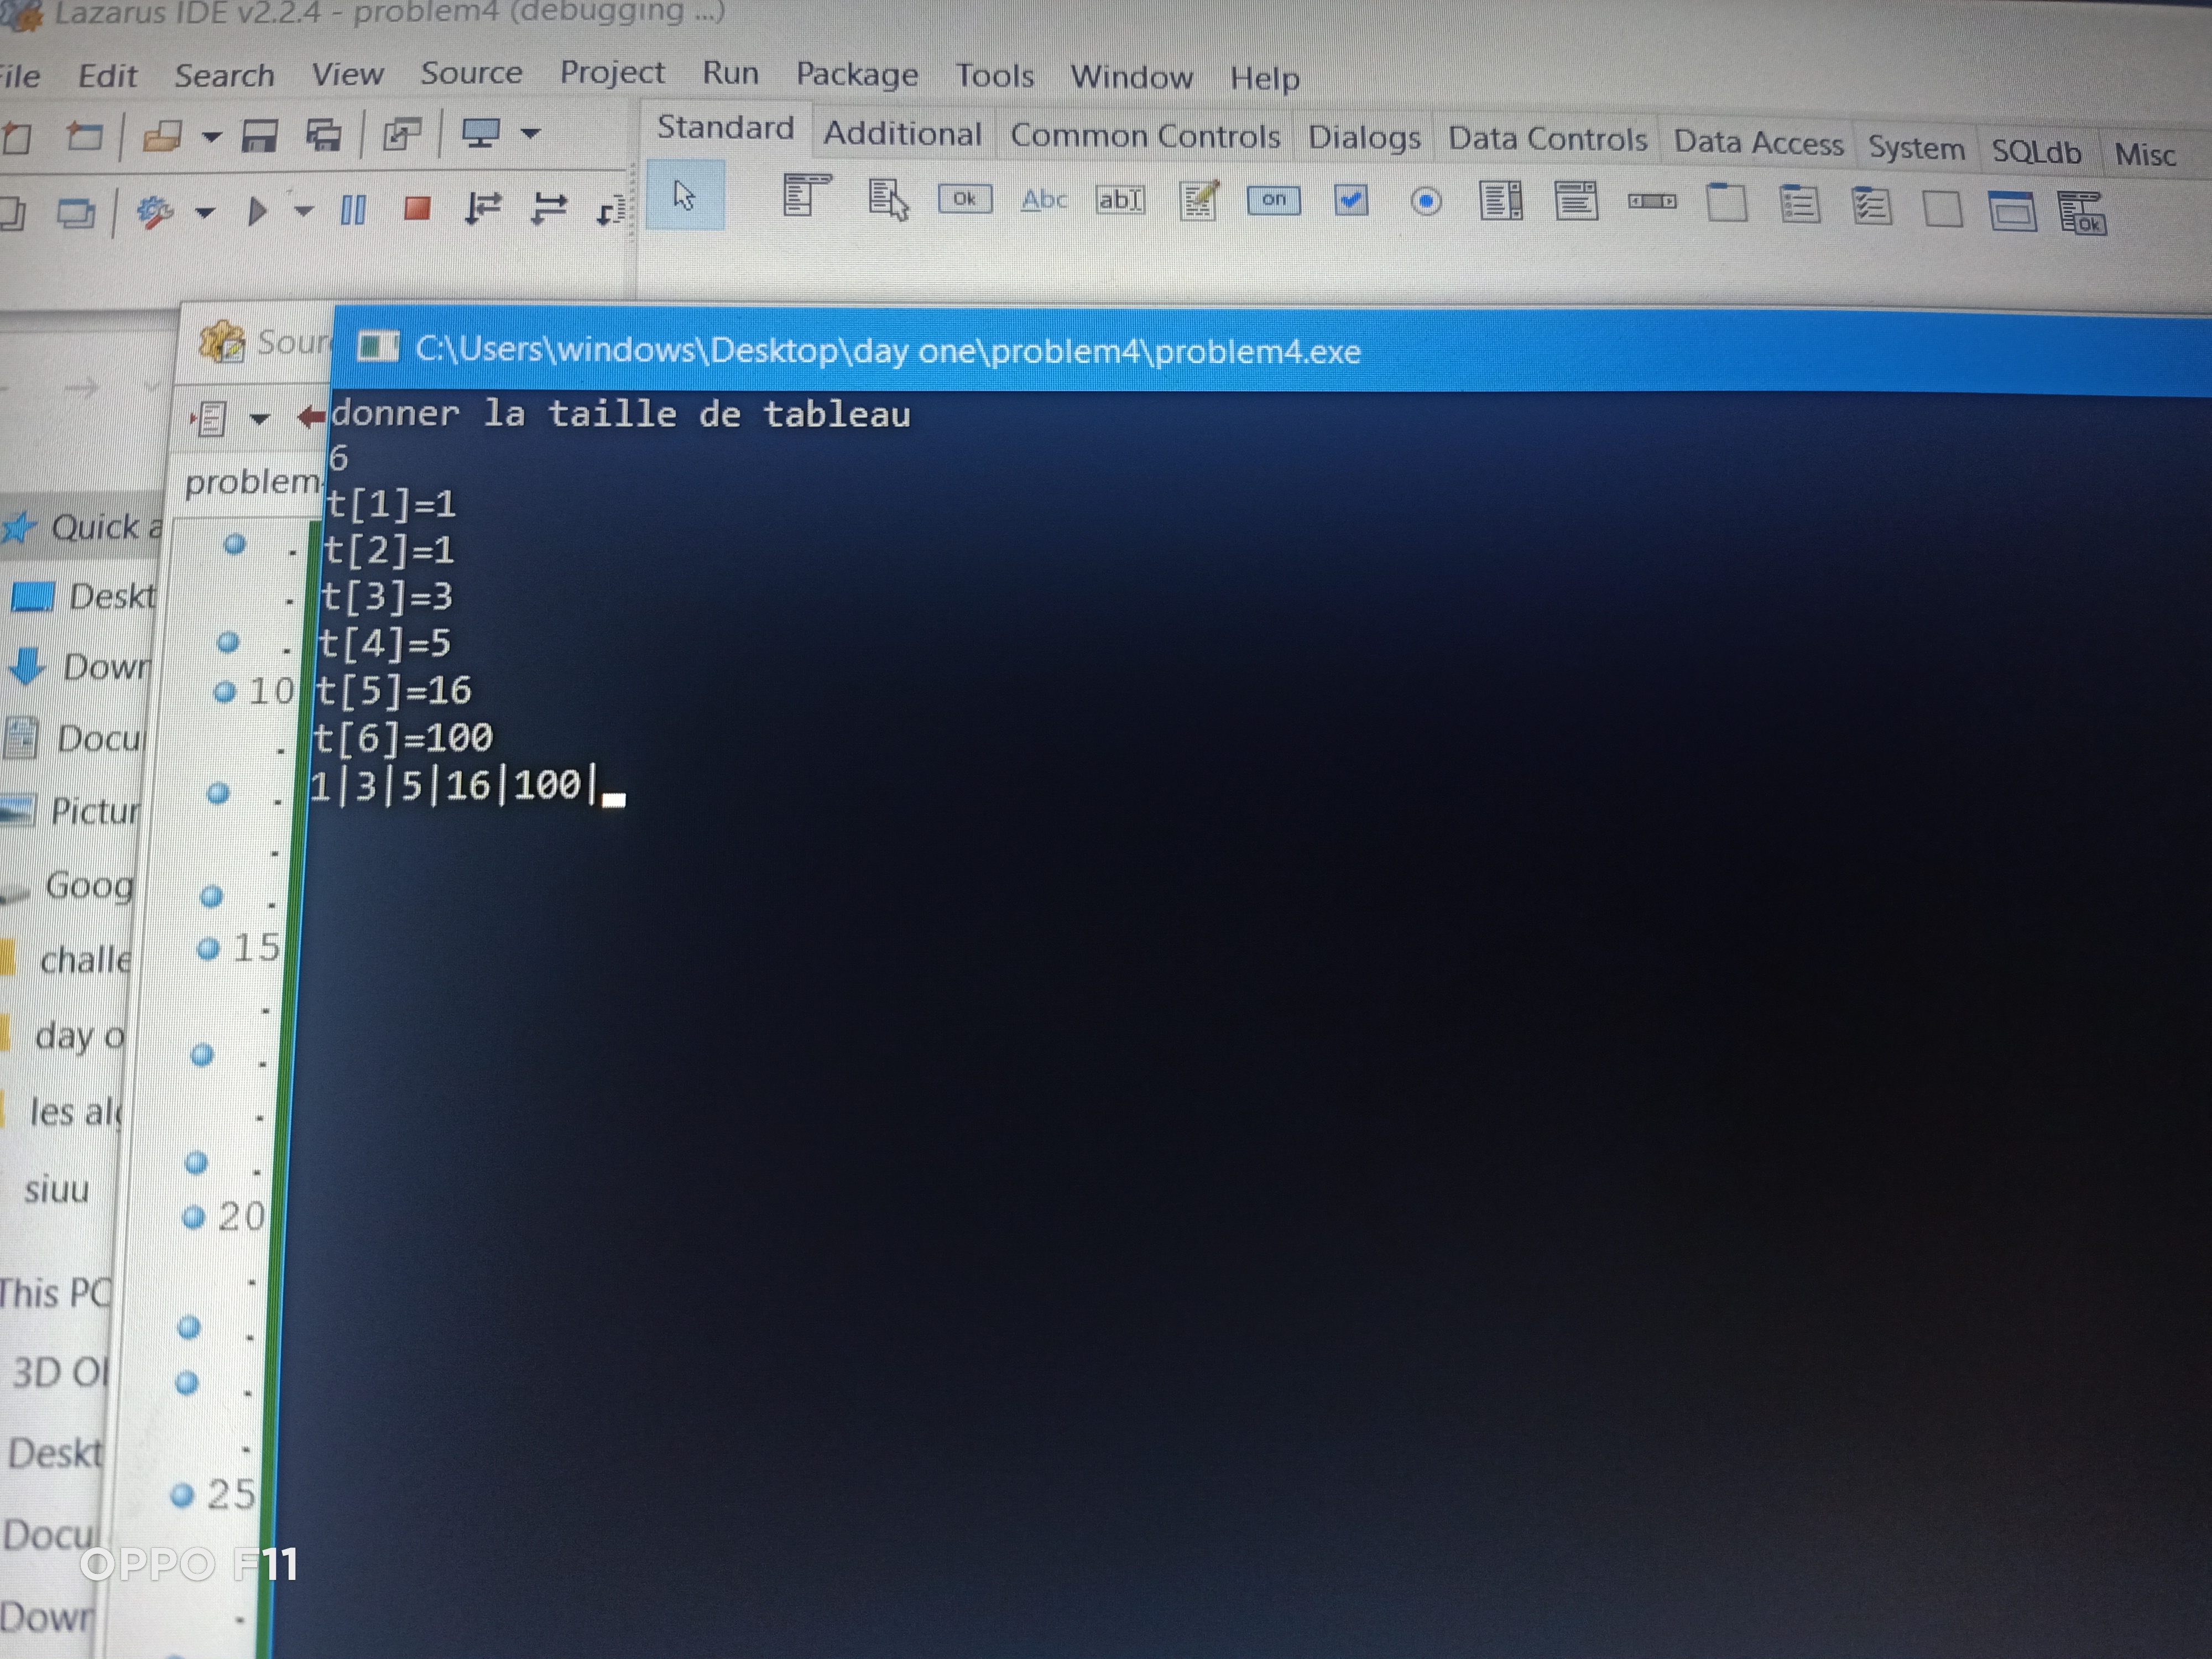 Lazarus IDE v2.2.4 - problem4 (debugging ...)
File Edit Search View Source Project Run Package Tools Window Help
Standard Additional Common Controls Dialogs Data Controls Data Access System SQLdb Misc
Ok Abc abI on Ok
Sour
C:\Users\windows\Desktop\day one\problem4\problem4.exe
donner la taille de tableau
6
problem
t[1]=1
Quick a
t[2]=1
Deskt
t[3]=3
t[4]=5
Down
10
t[5]=16
Docu
t[6]=100
1|3|5|16|100|
Pictur
Goog
15
challe
day o
les alg
siuu
20
This PC
3D Ob
Deskt
25
Docu
OPPO F11
Down